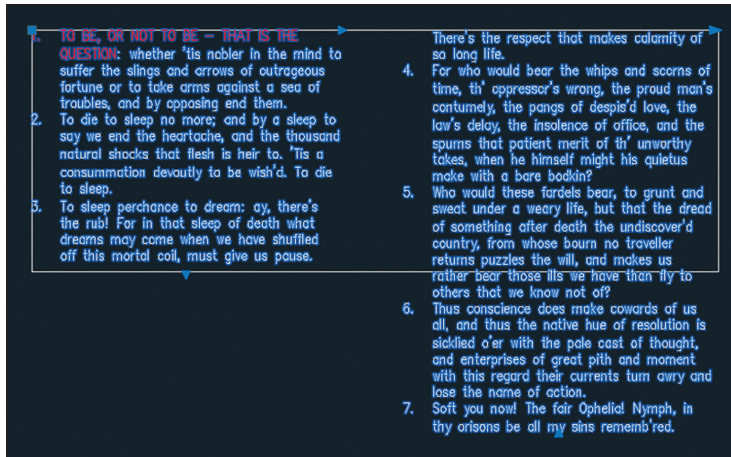 1. TO BE, OR NOT TO BE – THAT IS THE
QUESTION: whether 'tis nobler in the mind to
suffer the slings and arrows of outrageous
fortune or to take arms against a sea of
troubles, and by opposing end them.
2. To die to sleep no more; and by a sleep to
say we end the heartache, and the thousand
natural shocks that flesh is heir to. 'Tis a
consummation devoutly to be wish'd. To die
to sleep.
3. To sleep perchance to dream: ay, there's
the rub! For in that sleep of death what
dreams may come when we have shuffled
off this mortal coil, must give us pause.
There's the respect that makes calamity of
so long life.
4. For who would bear the whips and scorns of
time, th' oppressor's wrong, the proud man's
contumely, the pangs of despis'd love, the
law's delay, the insolence of office, and the
spurns that patient merit of th' unworthy
takes, when he himself might his quietus
make with a bare bodkin?
5. Who would these fardels bear, to grunt and
sweat under a weary life, but that the dread
of something after death the undiscover'd
country, from whose bourn no traveller
returns puzzles the will, and makes us
rather bear those ills we have than fly to
others that we know not of?
6. Thus conscience does make cowards of us
all, and thus the native hue of resolution is
sicklied o'er with the pale cast of thought,
and enterprises of great pith and moment
with this regard their currents turn awry and
lose the name of action.
7. Soft you now! The fair Ophelia! Nymph, in
thy orisons be all my sins rememb'red.